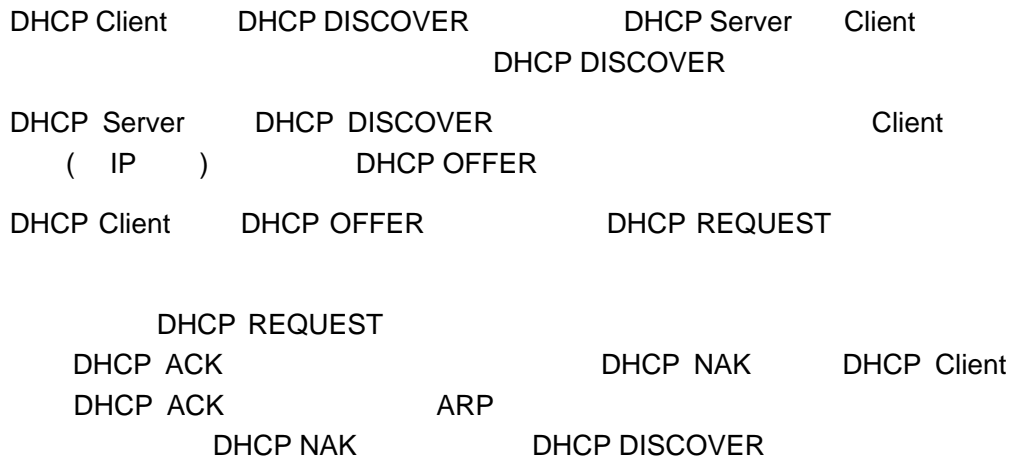 DHCP Client DHCP DISCOVER DHCP Server Client
DHCP DISCOVER
DHCP Server DHCP DISCOVER Client
( IP ) DHCP OFFER
DHCP Client DHCP OFFER DHCP REQUEST
DHCP REQUEST
DHCP ACK DHCP NAK DHCP Client
DHCP ACK ARP
DHCP NAK DHCP DISCOVER